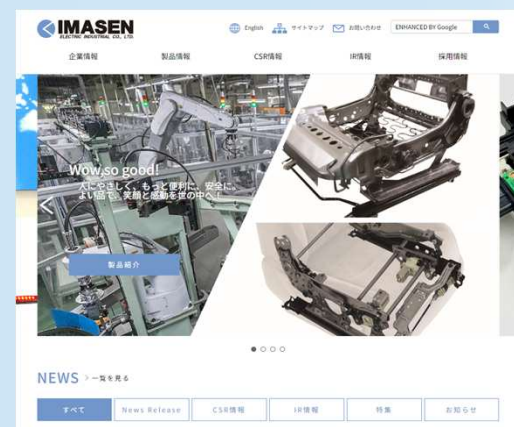 IMASEN
ELECTRIC INDUSTRIAL CO., LTD.
English
サイトマップ
お問い合わせ
ENHANCED BY Google
企業情報
製品情報
CSR情報
IR情報
採用情報
Wow,so good!
人にやさしく、もっと便利に、安全に。
よい品で、笑顔と感動を世の中へ!
製品紹介
NEWS > 一覧を見る
すべて
News Release
CSR情報
IR情報
特集
お知らせ